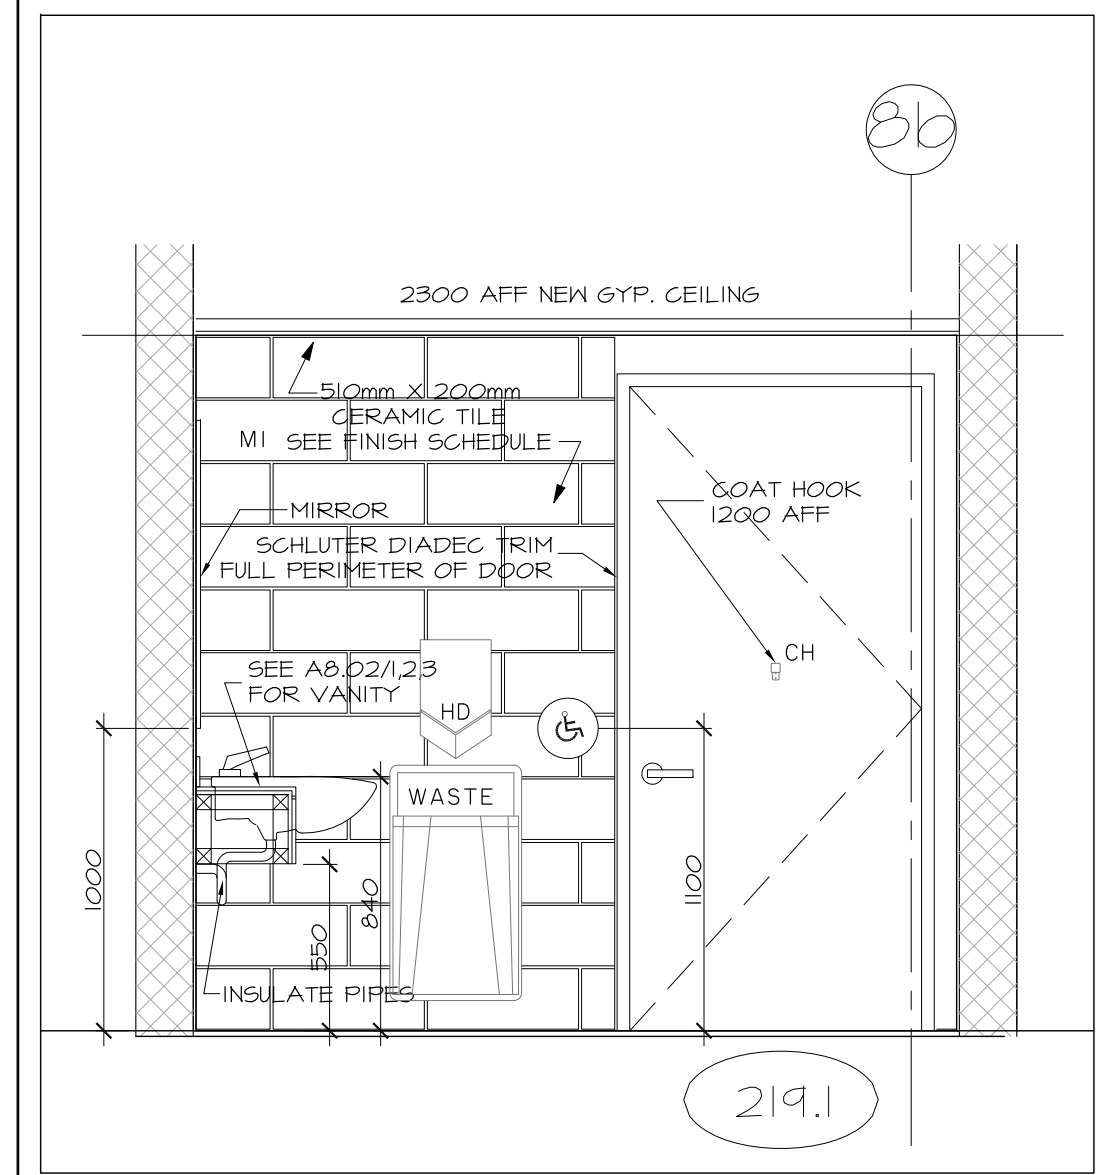 8b
2300 AFF NEW GYP. CEILING
510mm X 200mm
CERAMIC TILE
SEE FINISH SCHEDULE
MI
COAT HOOK
1200 AFF
MIRROR
SCHLUTER DIADEC TRIM
FULL PERIMETER OF DOOR
CH
SEE A8.02/1,2,3
FOR VANITY
HD
WASTE
1000
840
1100
550
INSULATE PIPES
219.1